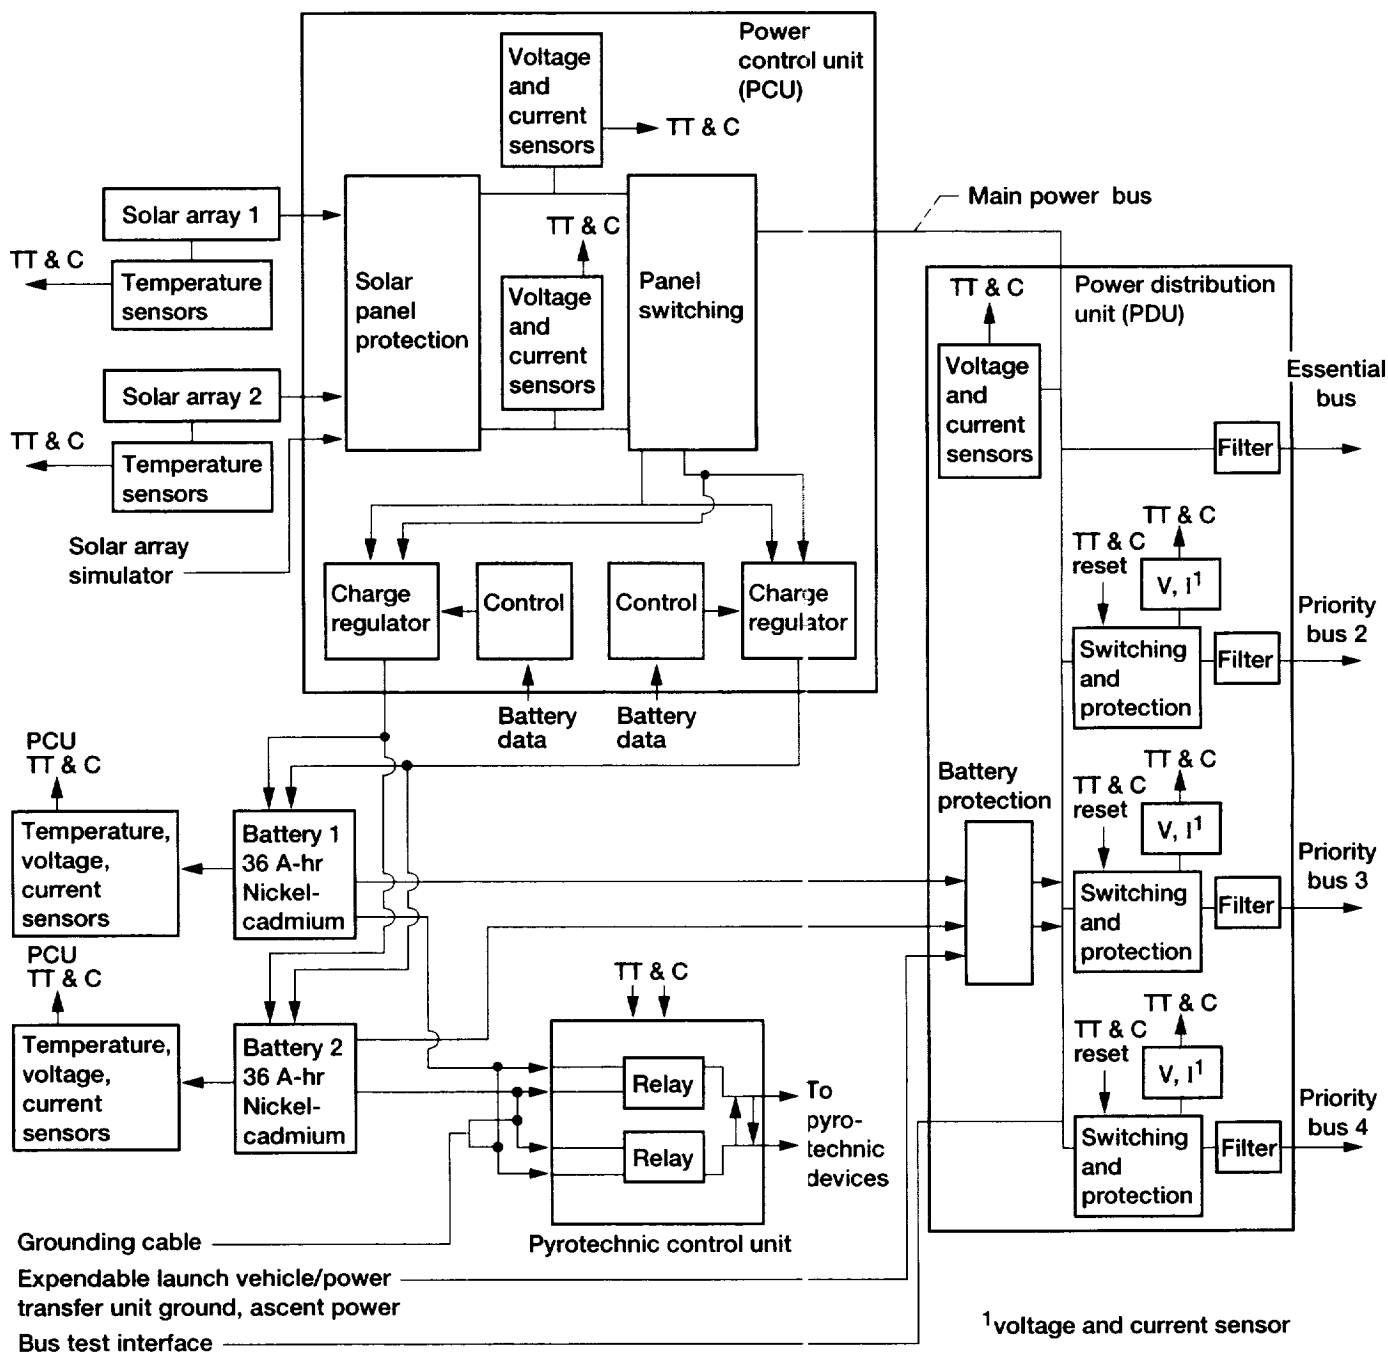 Power
control unit
(PCU)
Voltage
and
current
sensors
TT & C
Solar array 1
TT & C
Temperature
sensors
Solar array 2
TT & C
Temperature
sensors
Solar array
simulator
Solar
panel
protection
TT & C
Voltage
and
current
sensors
Panel
switching
Main power bus
Charge
regulator
Control
Control
Charge
regulator
Battery
data
Battery
data
Power distribution
unit (PDU)
TT & C
Voltage
and
current
sensors
Essential
bus
Filter
TT & C
TT & C
reset
V, I1
Switching
and
protection
Filter
Priority
bus 2
Battery
protection
TT & C
TT & C
reset
V, I1
Switching
and
protection
Filter
Priority
bus 3
TT & C
TT & C
reset
V, I1
Switching
and
protection
Filter
Priority
bus 4
PCU
TT & C
Temperature,
voltage,
current
sensors
Battery 1
36 A-hr
Nickel-
cadmium
PCU
TT & C
Temperature,
voltage,
current
sensors
Battery 2
36 A-hr
Nickel-
cadmium
TT & C
Relay
Relay
To
pyro-
technic
devices
Pyrotechnic control unit
Grounding cable
Expendable launch vehicle/power
transfer unit ground, ascent power
Bus test interface
1voltage and current sensor